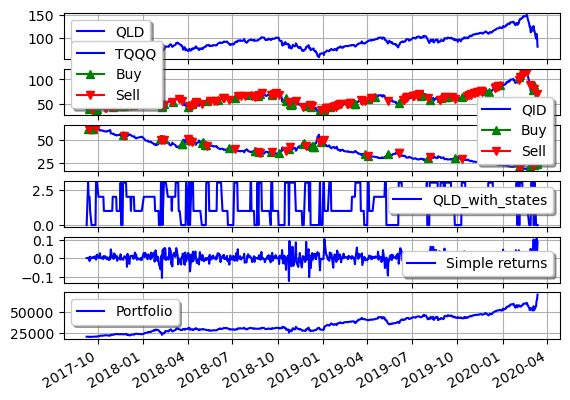 150
100
QLD
TQQQ
Buy
Sell
100
50
QID
Buy
Sell
50
25
2.5
0.0
QLD_with_states
0.1
0.0
−0.1
Simple returns
50000
25000
Portfolio
2017-10
2018-01
2018-04
2018-07
2018-10
2019-01
2019-04
2019-07
2019-10
2020-01
2020-04